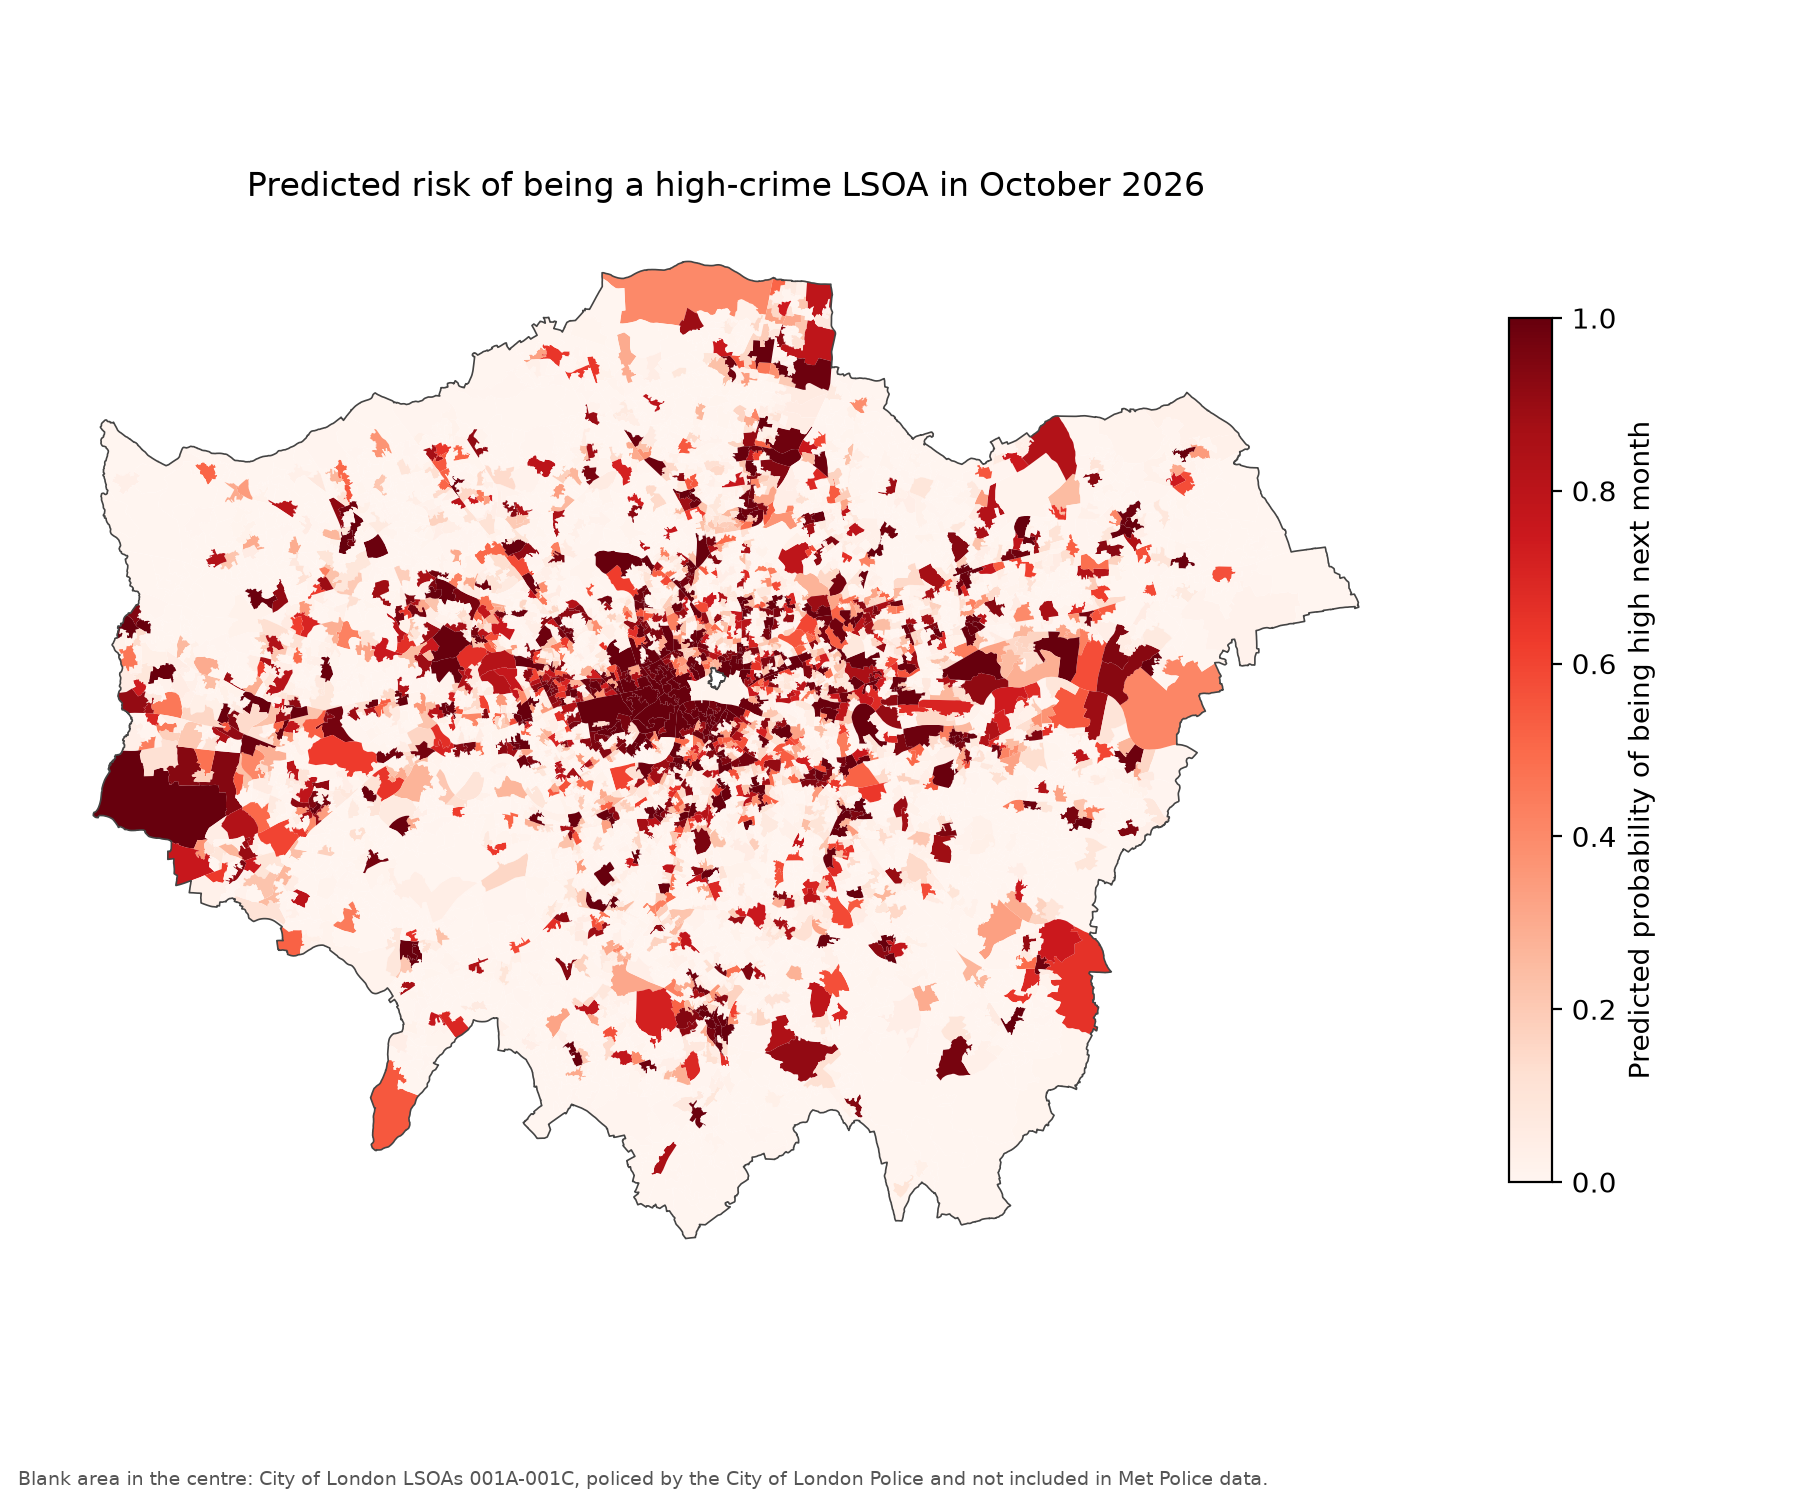 Predicted risk of being a high-crime LSOA in October 2026
1.0
0.8
0.6
0.4
0.2
0.0
Predicted probability of being high next month
Blank area in the centre: City of London LSOAs 001A-001C, policed by the City of London Police and not included in Met Police data.